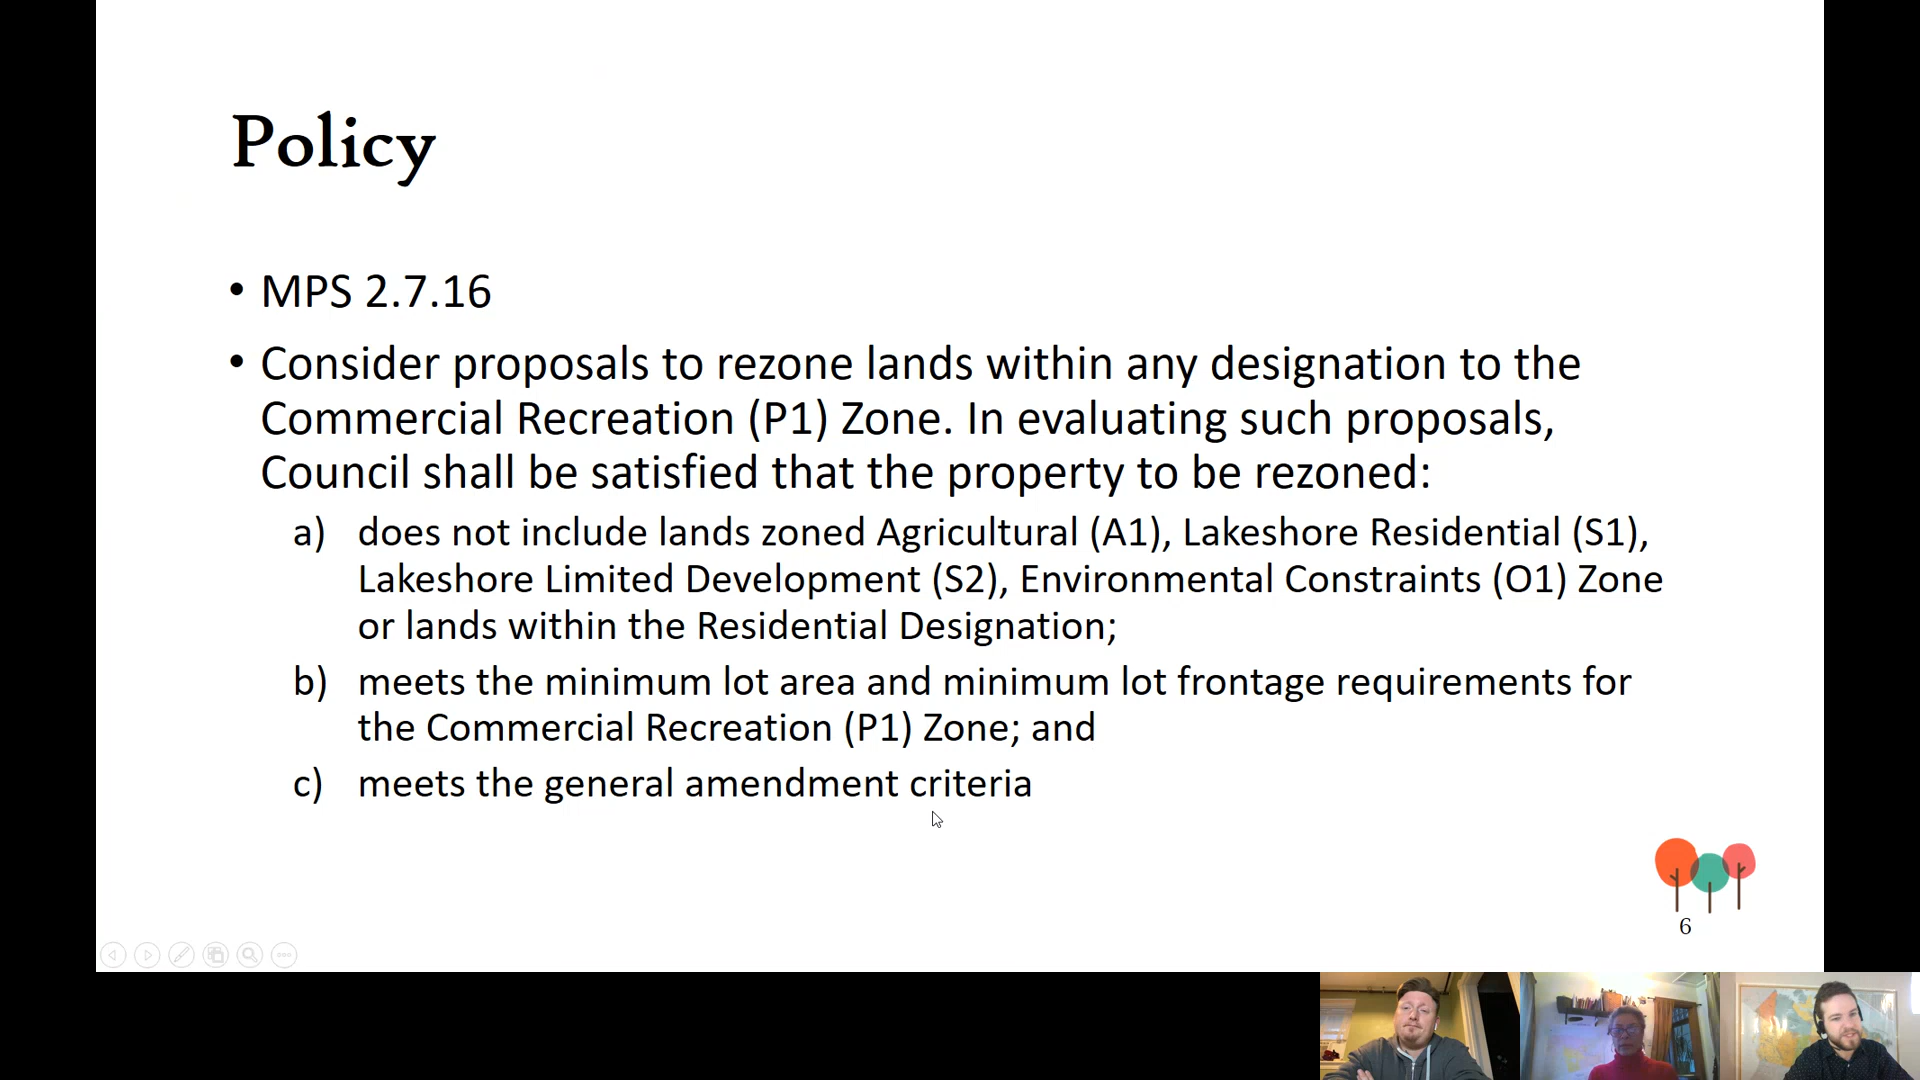 Policy
• MPS 2.7.16
• Consider proposals to rezone lands within any designation to the
Commercial Recreation (P1) Zone. In evaluating such proposals,
Council shall be satisfied that the property to be rezoned:
a) does not include lands zoned Agricultural (A1), Lakeshore Residential (S1),
Lakeshore Limited Development (S2), Environmental Constraints (O1) Zone
or lands within the Residential Designation;
b) meets the minimum lot area and minimum lot frontage requirements for
the Commercial Recreation (P1) Zone; and
c) meets the general amendment criteria
6